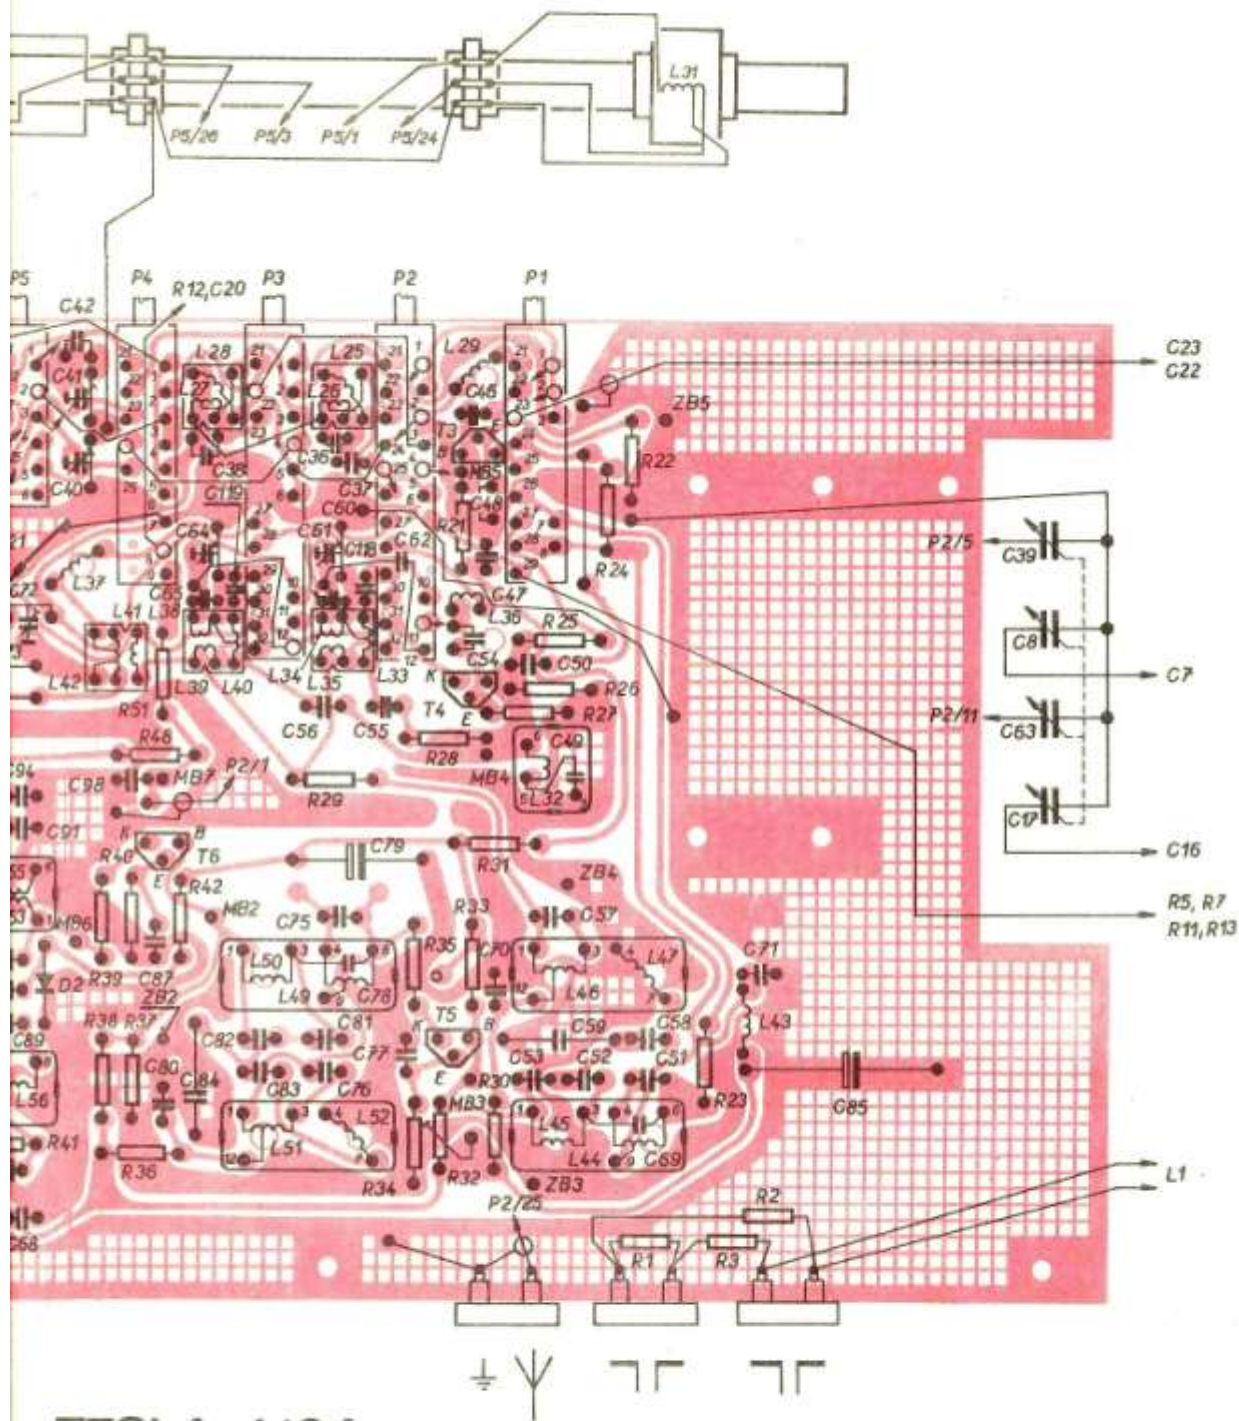 L31
P5/26 P5/3 P5/1 P5/24
P5 P4 P3 P2 P1
R12,C20
C42
L28 L25 L29
C23
C22
C41
L27 L26 C46
ZB5
T3 E
B
C40 C38 C36 C37 R22
C119 C60 C48
R21
C64 C61 C62
C118
P2/5
C39
L37 R24
C72 C65 C47
L41 L38 L36 R25
C8
L34 C54 C50
L42 L39 L40 L35 L33 K
C7
R26
R51 T4 E R27
P2/11
C56 C55
C63
R48 R28 C49
C94 C98 MB7 P2/1 MB4
R29 L32
C17
C91
K B
R40 T6 C79 R31
C16
E R42 ZB4
MB6 MB2 C75 R33 C57
R5, R7
R11, R13
R35 C70 L47 C71
L50
R39 C87 L49 C78 L46
D2
ZB2
R38 R37 T5 L43
C89 C82 C81 K B C59 C58
C77 C53 C52 C51
C80 C84 E R30
L56 C83 C76 MB3 R23 C85
L52 L45
R41 L51
R36 R34 R32 L44 C69
ZB3 L1
P2/25 R2
C68
R1 R3